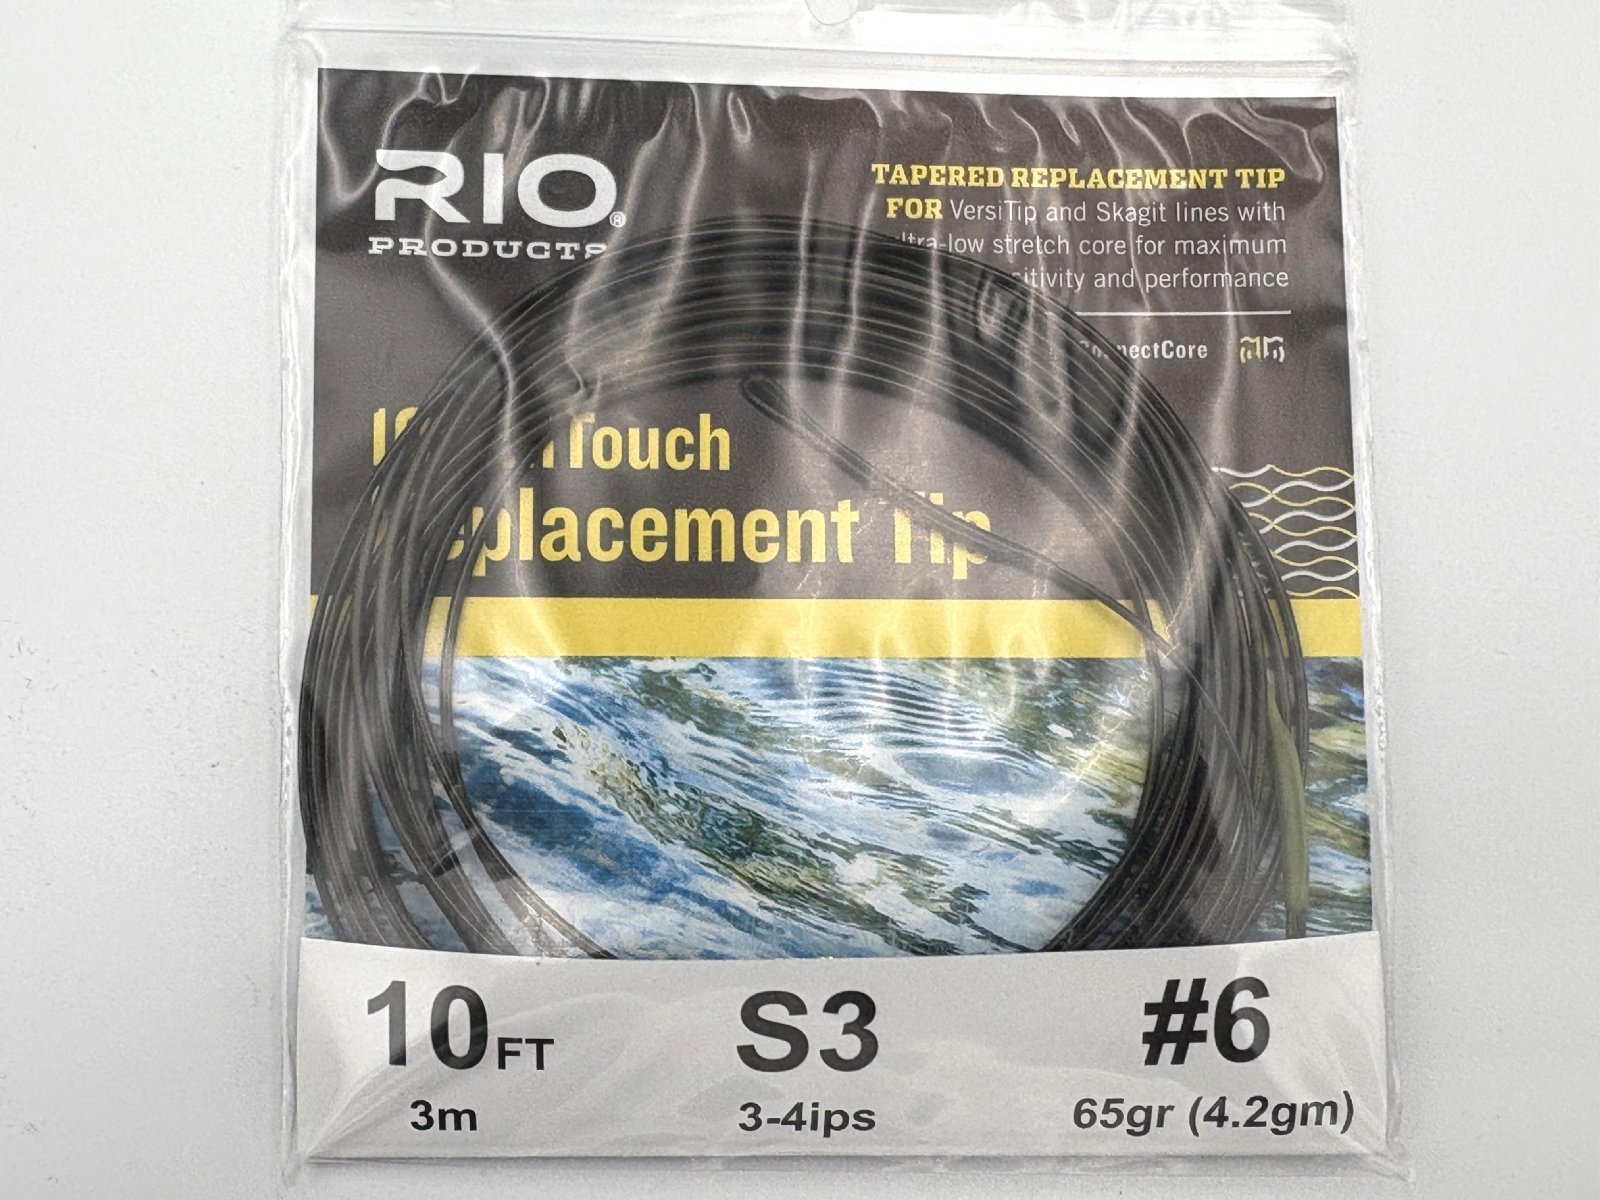 RIO®
PRODUCTS
TAPERED REPLACEMENT TIP
FOR VersiTip and Skagit lines with
ultra-low stretch core for maximum
performance and
ConnectCore
Touch
Replacement Tip
10FT
3m
S3
3-4ips
#6
65gr (4.2gm)